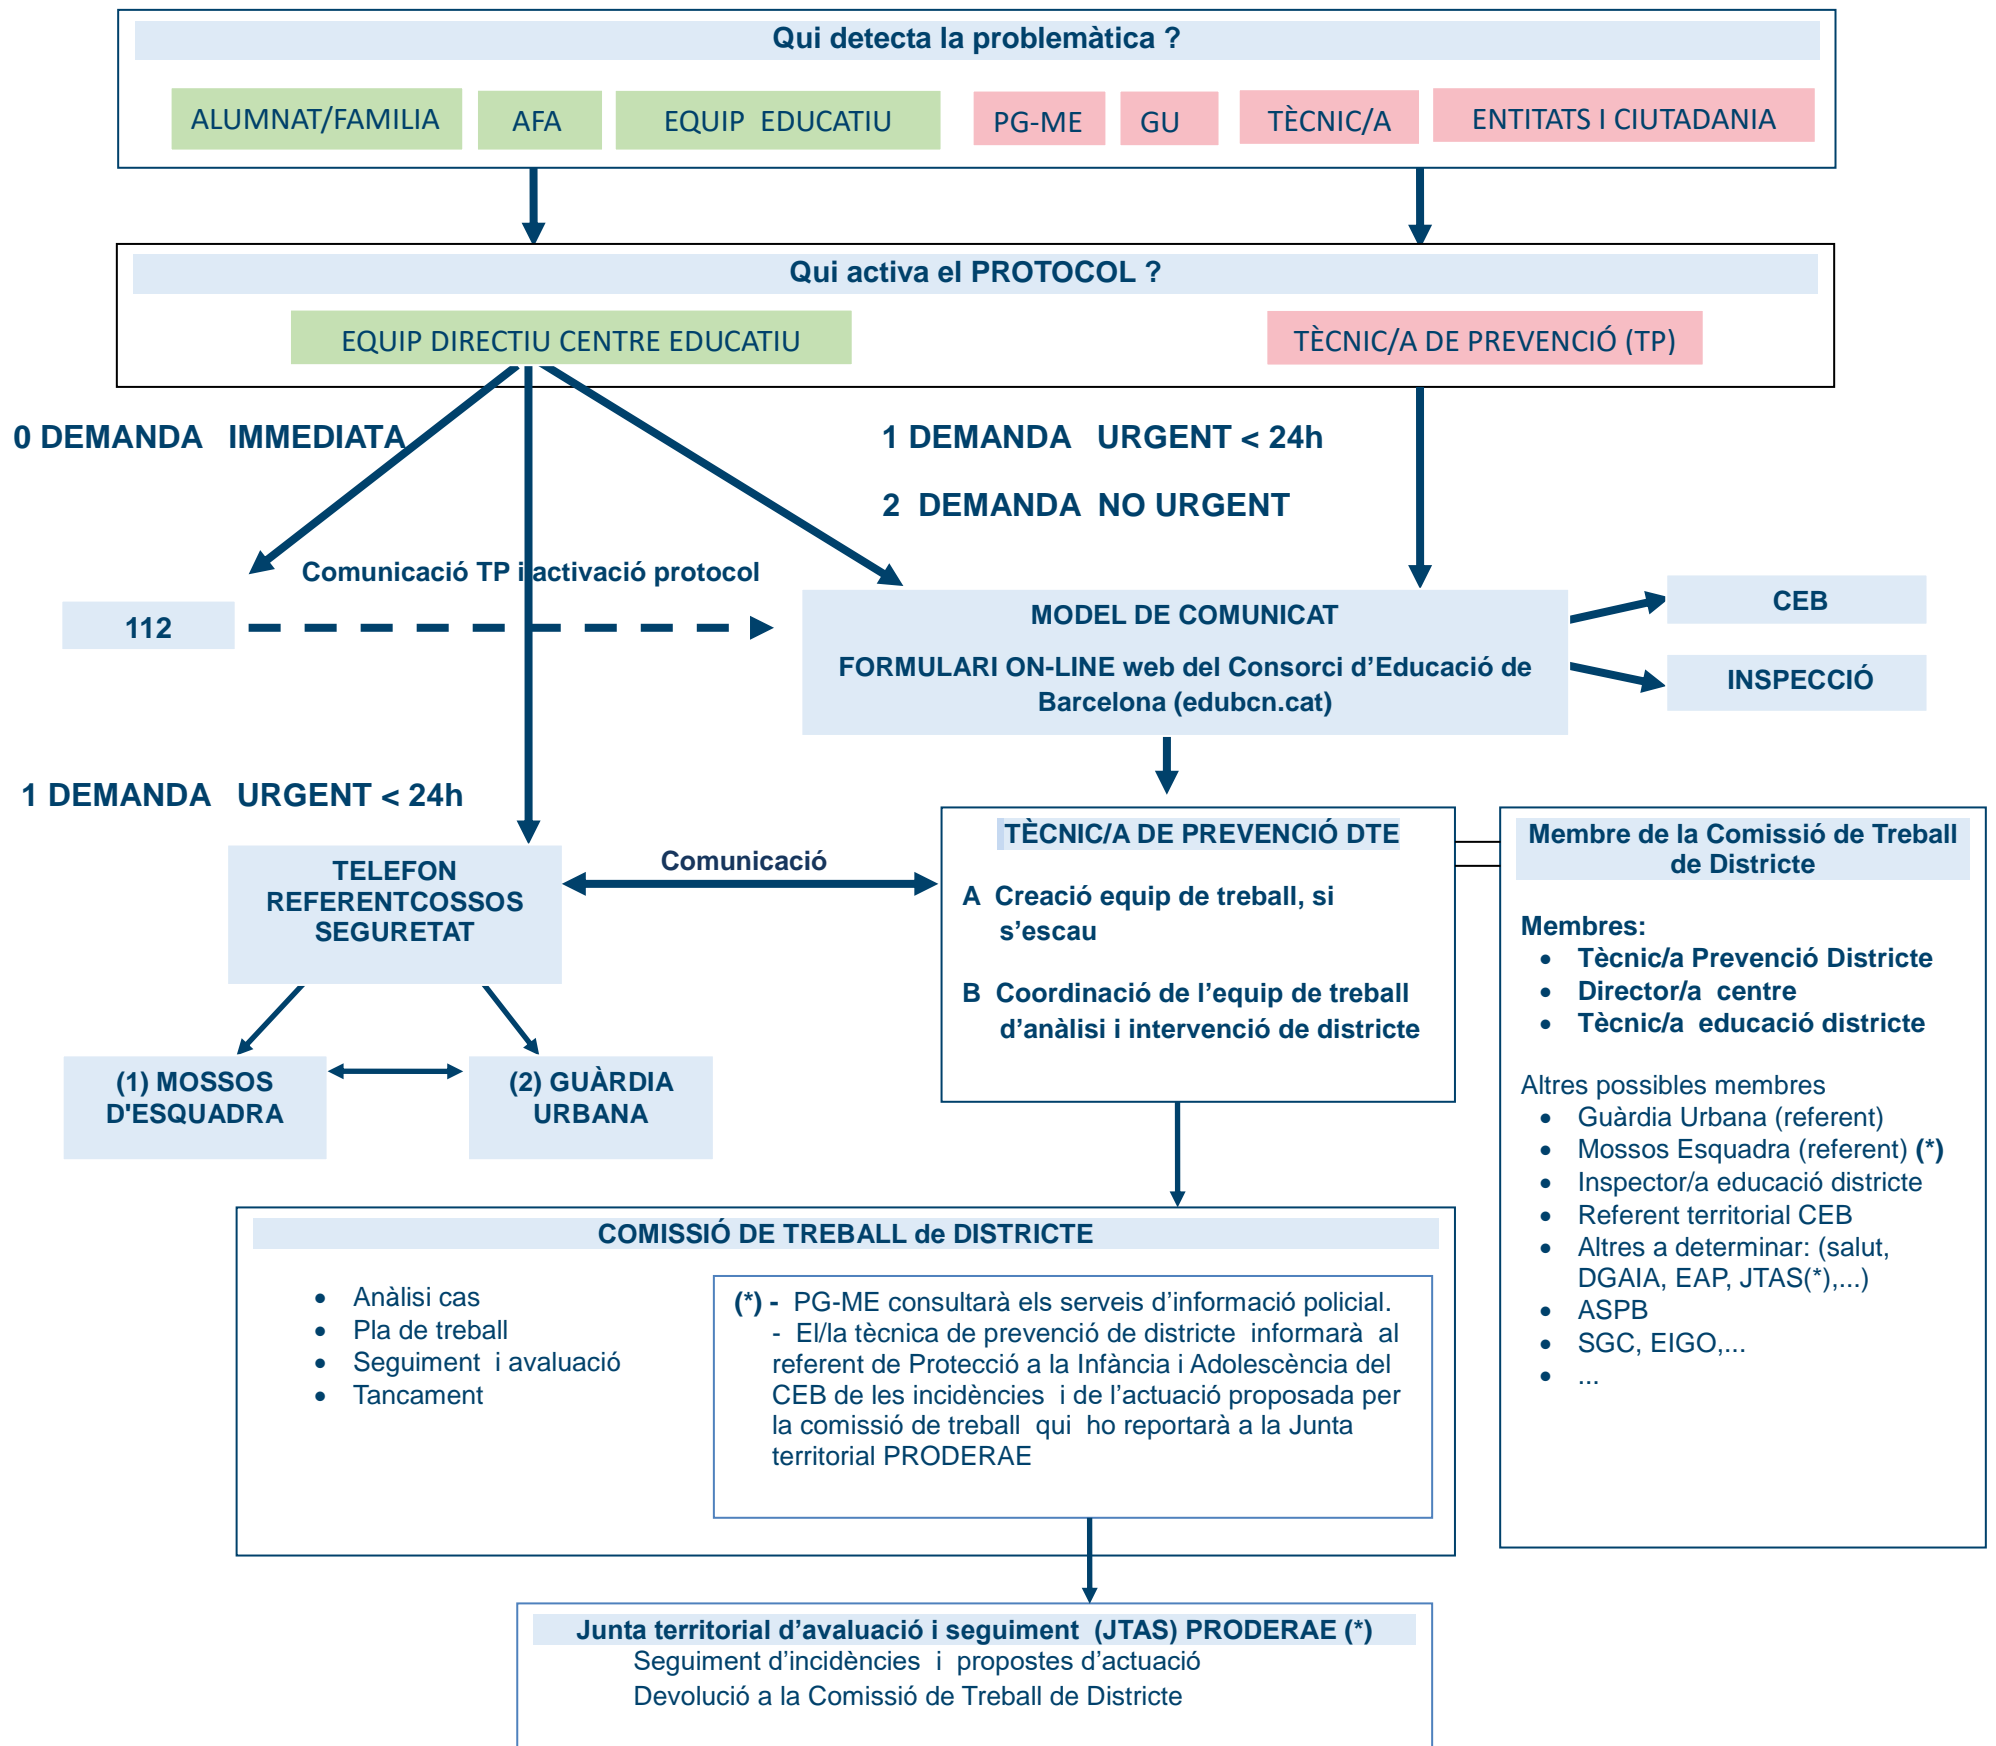 Qui detecta la problemàtica ?
ALUMNAT/FAMILIA
AFA
EQUIP EDUCATIU
PG-ME
GU
TÈCNIC/A
ENTITATS I CIUTADANIA
Qui activa el PROTOCOL ?
EQUIP DIRECTIU CENTRE EDUCATIU
TÈCNIC/A DE PREVENCIÓ (TP)
0 DEMANDA IMMEDIATA
1 DEMANDA URGENT < 24h
2 DEMANDA NO URGENT
Comunicació TP i activació protocol
112
MODEL DE COMUNICAT
FORMULARI ON-LINE web del Consorci d’Educació de
Barcelona (edubcn.cat)
CEB
INSPECCIÓ
1 DEMANDA URGENT < 24h
TELEFON
REFERENTCOSSOS
SEGURETAT
Comunicació
(1) MOSSOS
D'ESQUADRA
(2) GUÀRDIA
URBANA
TÈCNIC/A DE PREVENCIÓ DTE
A Creació equip de treball, si
s’escau
B Coordinació de l’equip de treball
d’anàlisi i intervenció de districte
Membre de la Comissió de Treball
de Districte
Membres:
• Tècnic/a Prevenció Districte
• Director/a centre
• Tècnic/a educació districte
Altres possibles membres
• Guàrdia Urbana (referent)
• Mossos Esquadra (referent) (*)
• Inspector/a educació districte
• Referent territorial CEB
• Altres a determinar: (salut,
DGAIA, EAP, JTAS(*),...)
• ASPB
• SGC, EIGO,...
• ...
COMISSIÓ DE TREBALL de DISTRICTE
• Anàlisi cas
• Pla de treball
• Seguiment i avaluació
• Tancament
(*) - PG-ME consultarà els serveis d’informació policial.
- El/la tècnica de prevenció de districte informarà al
referent de Protecció a la Infància i Adolescència del
CEB de les incidències i de l’actuació proposada per
la comissió de treball qui ho reportarà a la Junta
territorial PRODERAE
Junta territorial d’avaluació i seguiment (JTAS) PRODERAE (*)
Seguiment d’incidències i propostes d’actuació
Devolució a la Comissió de Treball de Districte